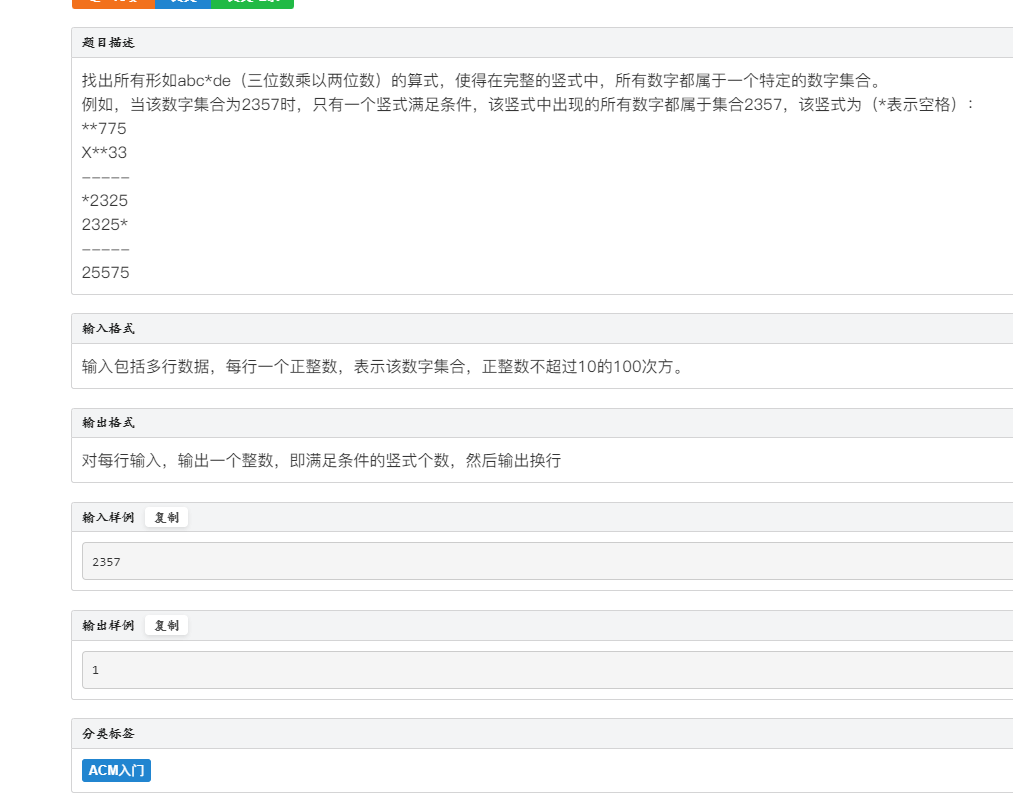 题目描述
找出所有形如abc*de（三位数乘以两位数）的算式，使得在完整的竖式中，所有数字都属于一个特定的数字集合。
例如，当该数字集合为2357时，只有一个竖式满足条件，该竖式中出现的所有数字都属于集合2357，该竖式为（*表示空格）：
**775
X**33
-----
*2325
2325*
-----
25575
输入格式
输入包括多行数据，每行一个正整数，表示该数字集合，正整数不超过10的100次方。
输出格式
对每行输入，输出一个整数，即满足条件的竖式个数，然后输出换行
输入样例 复制
2357
输出样例 复制
1
分类标签
ACM入门